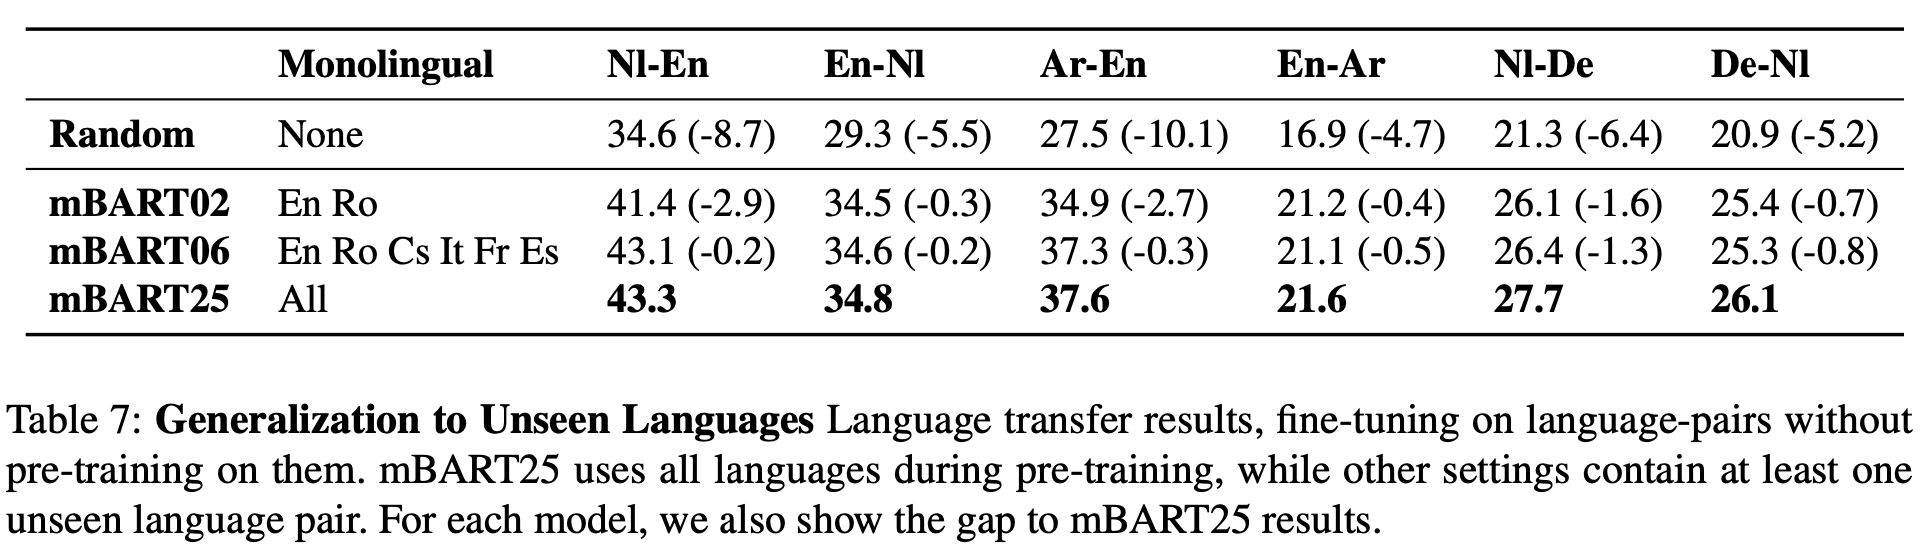 Monolingual Nl-En En-Nl Ar-En En-Ar Nl-De De-Nl
Random None 34.6 (-8.7) 29.3 (-5.5) 27.5 (-10.1) 16.9 (-4.7) 21.3 (-6.4) 20.9 (-5.2)
mBART02 En Ro 41.4 (-2.9) 34.5 (-0.3) 34.9 (-2.7) 21.2 (-0.4) 26.1 (-1.6) 25.4 (-0.7)
mBART06 En Ro Cs It Fr Es 43.1 (-0.2) 34.6 (-0.2) 37.3 (-0.3) 21.1 (-0.5) 26.4 (-1.3) 25.3 (-0.8)
mBART25 All 43.3 34.8 37.6 21.6 27.7 26.1
Table 7: Generalization to Unseen Languages Language transfer results, fine-tuning on language-pairs without
pre-training on them. mBART25 uses all languages during pre-training, while other settings contain at least one
unseen language pair. For each model, we also show the gap to mBART25 results.